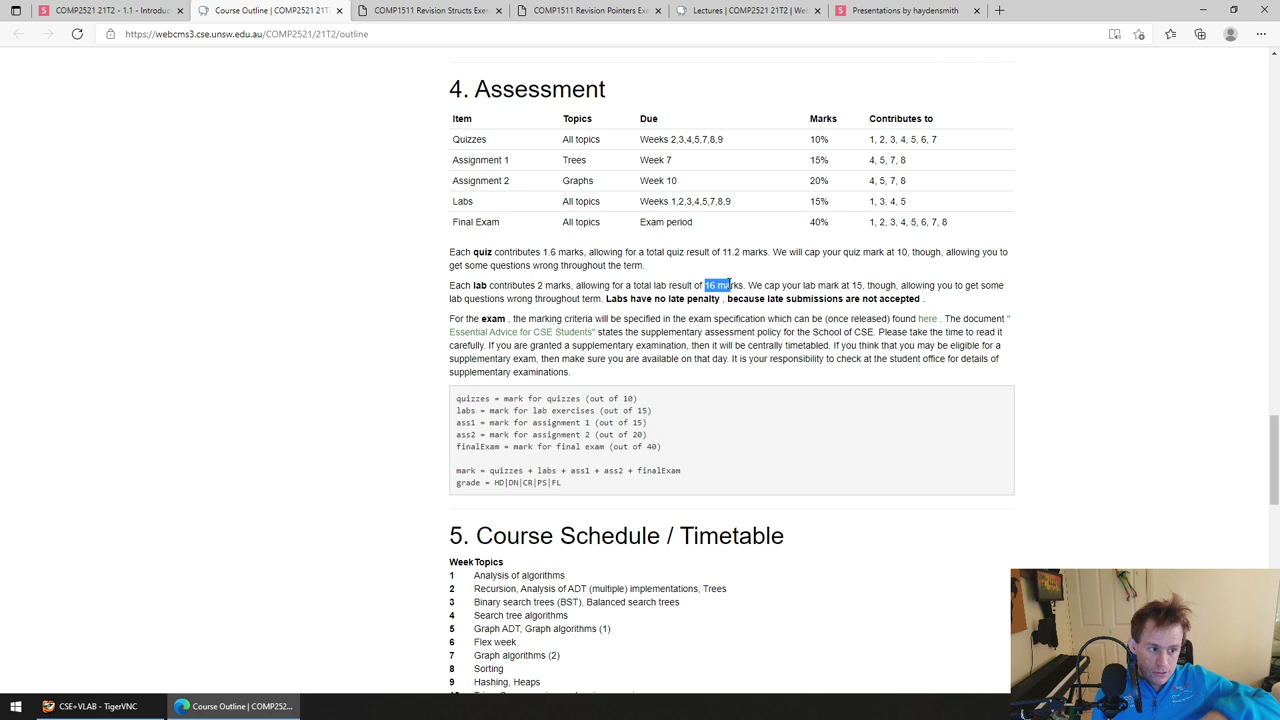 COMP2521 21T2 - 1.1 - Introduc
Course Outline | COMP2521 21T
COMP1511 Revision Structs Exe
COMP1511 Revision Pointers Ex
Lectures | COMP2521 21T2 | We
Presentations by haydensmith
https://webcms3.cse.unsw.edu.au/COMP2521/21T2/outline
4. Assessment
Item Topics Due Marks Contributes to
Quizzes All topics Weeks 2,3,4,5,7,8,9 10% 1, 2, 3, 4, 5, 6, 7
Assignment 1 Trees Week 7 15% 4, 5, 7, 8
Assignment 2 Graphs Week 10 20% 4, 5, 7, 8
Labs All topics Weeks 1,2,3,4,5,7,8,9 15% 1, 3, 4, 5
Final Exam All topics Exam period 40% 1, 2, 3, 4, 5, 6, 7, 8
Each quiz contributes 1.6 marks, allowing for a total quiz result of 11.2 marks. We will cap your quiz mark at 10, though, allowing you to
get some questions wrong throughout the term.
Each lab contributes 2 marks, allowing for a total lab result of 16 marks. We cap your lab mark at 15, though, allowing you to get some
lab questions wrong throughout term. Labs have no late penalty , because late submissions are not accepted .
For the exam , the marking criteria will be specified in the exam specification which can be (once released) found here . The document "
Essential Advice for CSE Students" states the supplementary assessment policy for the School of CSE. Please take the time to read it
carefully. If you are granted a supplementary examination, then it will be centrally timetabled. If you think that you may be eligible for a
supplementary exam, then make sure you are available on that day. It is your responsibility to check at the student office for details of
supplementary examinations.
quizzes = mark for quizzes (out of 10)
labs = mark for lab exercises (out of 15)
ass1 = mark for assignment 1 (out of 15)
ass2 = mark for assignment 2 (out of 20)
finalExam = mark for final exam (out of 40)
mark = quizzes + labs + ass1 + ass2 + finalExam
grade = HD|DN|CR|PS|FL
5. Course Schedule / Timetable
Week Topics
1 Analysis of algorithms
2 Recursion, Analysis of ADT (multiple) implementations, Trees
3 Binary search trees (BST), Balanced search trees
4 Search tree algorithms
5 Graph ADT, Graph algorithms (1)
6 Flex week
7 Graph algorithms (2)
8 Sorting
9 Hashing, Heaps
CSE+VLAB - TigerVNC
Course Outline | COMP252...